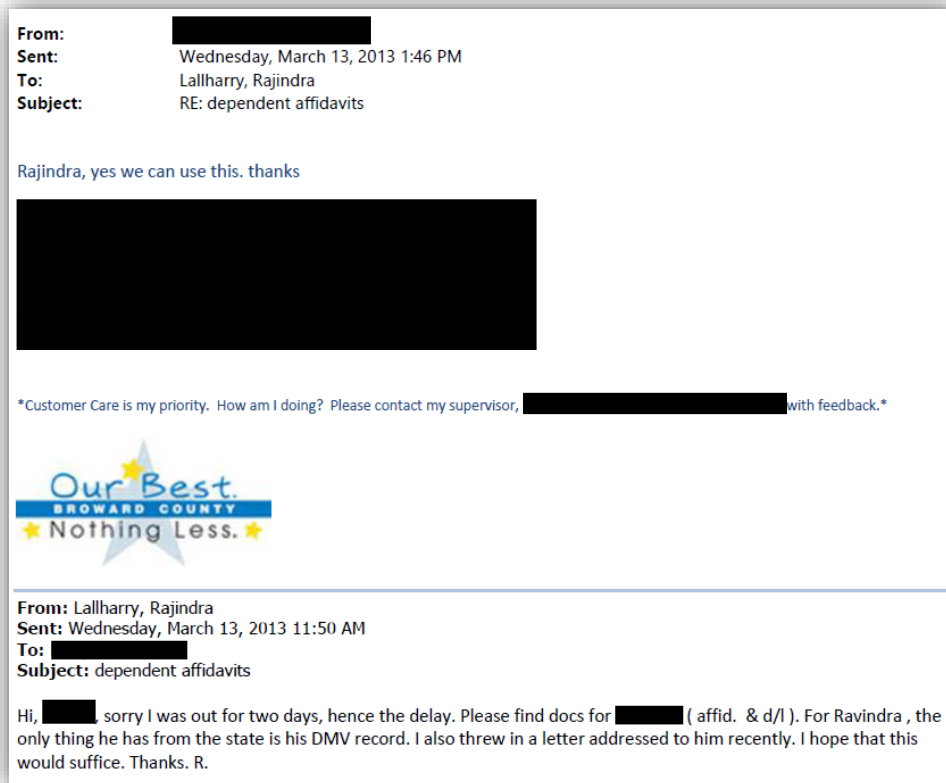 From:
Sent: Wednesday, March 13, 2013 1:46 PM
To: Lallharry, Rajindra
Subject: RE: dependent affidavits
Rajindra, yes we can use this. thanks
*Customer Care is my priority. How am I doing? Please contact my supervisor, with feedback.*
Our Best.
BROWARD COUNTY
Nothing Less.
From: Lallharry, Rajindra
Sent: Wednesday, March 13, 2013 11:50 AM
To:
Subject: dependent affidavits
Hi, , sorry I was out for two days, hence the delay. Please find docs for ( affid. & d/l ). For Ravindra , the
only thing he has from the state is his DMV record. I also threw in a letter addressed to him recently. I hope that this
would suffice. Thanks. R.